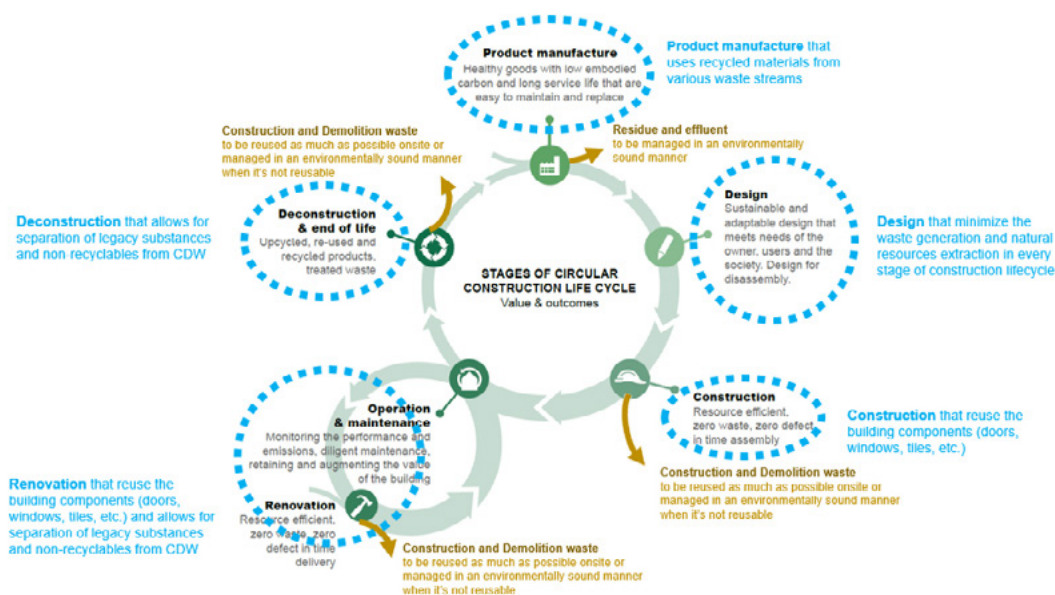 Product manufacture
Healthy goods with low embodied
carbon and long service life that are
easy to maintain and replace
Product manufacture that
uses recycled materials from
various waste streams
Construction and Demolition waste
to be reused as much as possible onsite or
managed in an environmentally sound manner
when it's not reusable
Residue and effluent
to be managed in an environmentally
sound manner
Deconstruction that allows for
separation of legacy substances
and non-recyclables from CDW
Deconstruction
& end of life
Upcycled, re-used and
recycled products,
treated waste
Design
Sustainable and
adaptable design that
meets needs of the
owner, users and the
society. Design for
disassembly.
Design that minimize the
waste generation and natural
resources extraction in every
stage of construction lifecycle
STAGES OF CIRCULAR
CONSTRUCTION LIFE CYCLE
Value & outcomes
Operation
& maintenance
Monitoring the performance and
emissions, diligent maintenance,
retaining and augmenting the value
of the building
Construction
Resource efficient,
zero waste, zero defect
in time assembly
Construction that reuse the
building components (doors,
windows, tiles, etc.)
Construction and Demolition waste
to be reused as much as possible onsite or
managed in an environmentally sound manner
when it's not reusable
Renovation that reuse the
building components (doors,
windows, tiles, etc.) and allows for
separation of legacy substances
and non-recyclables from CDW
Renovation
Resource efficient,
zero waste, zero
defect in time
delivery
Construction and Demolition waste
to be reused as much as possible onsite or
managed in an environmentally sound manner
when it's not reusable